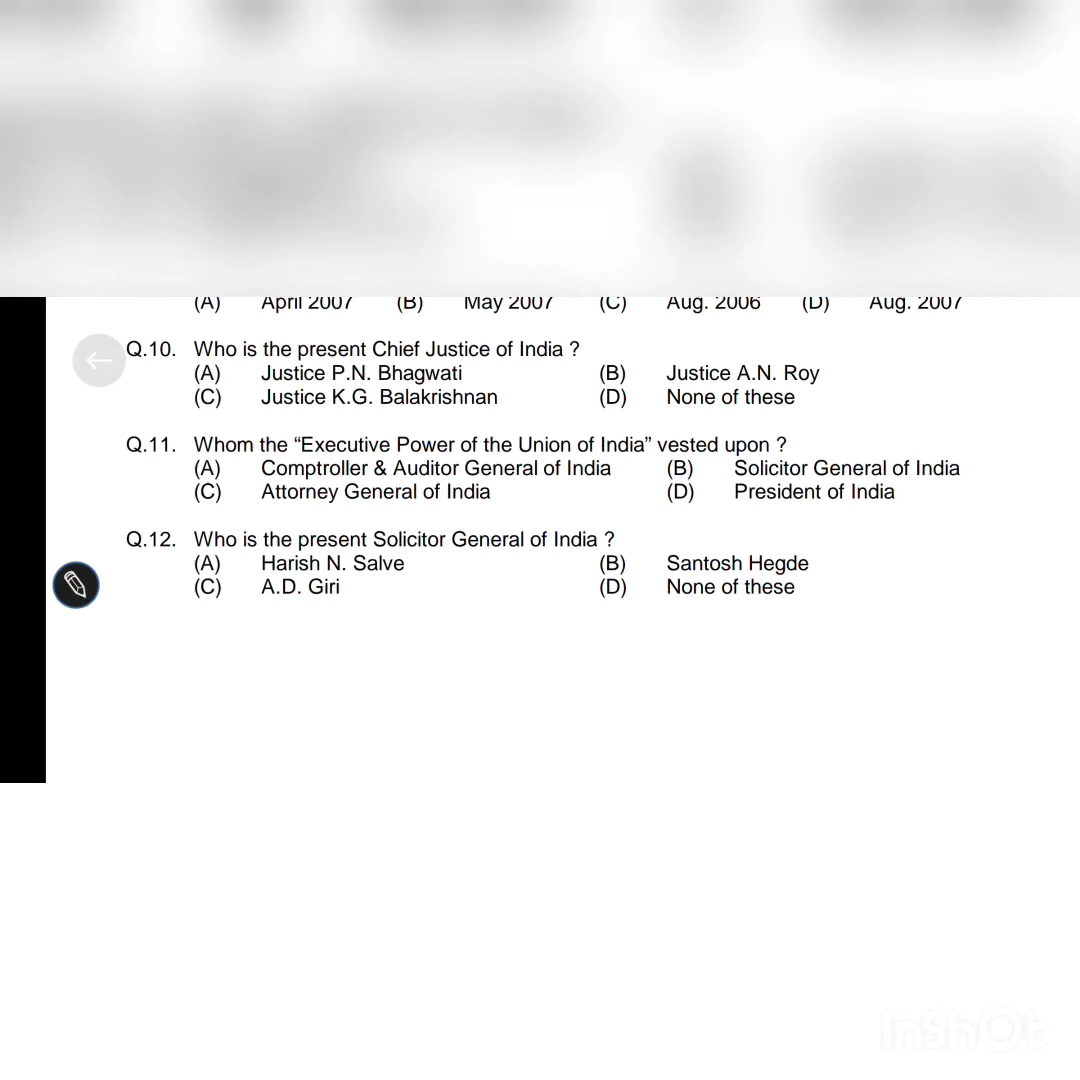 (A) April 2007 (B) May 2007 (C) Aug. 2006 (D) Aug. 2007
Q.10. Who is the present Chief Justice of India ?
(A) Justice P.N. Bhagwati (B) Justice A.N. Roy
(C) Justice K.G. Balakrishnan (D) None of these
Q.11. Whom the “Executive Power of the Union of India” vested upon ?
(A) Comptroller & Auditor General of India (B) Solicitor General of India
(C) Attorney General of India (D) President of India
Q.12. Who is the present Solicitor General of India ?
(A) Harish N. Salve (B) Santosh Hegde
(C) A.D. Giri (D) None of these
InShOt